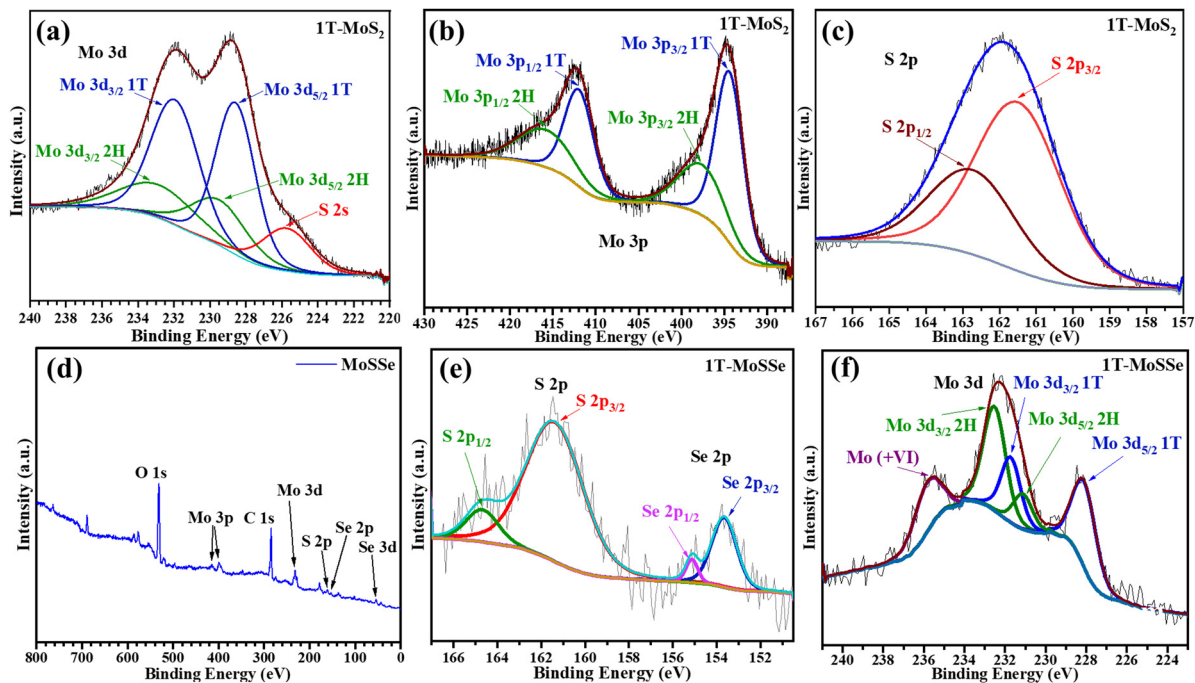 (a)
1T-MoS₂
Mo 3d
Mo 3d₃/₂ 1T
Mo 3d₅/₂ 1T
Mo 3d₃/₂ 2H
Mo 3d₅/₂ 2H
S 2s
Intensity (a.u.)
240 238 236 234 232 230 228 226 224 222 220
Binding Energy (eV)
(b)
1T-MoS₂
Mo 3p₃/₂ 1T
Mo 3p₁/₂ 1T
Mo 3p₁/₂ 2H
Mo 3p₃/₂ 2H
Mo 3p
Intensity (a.u.)
430 420 410 400 390
Binding Energy (eV)
(c)
1T-MoS₂
S 2p
S 2p₃/₂
S 2p₁/₂
Intensity (a.u.)
167 166 165 164 163 162 161 160 159 158 157
Binding Energy (eV)
(d)
MoSSe
O 1s
Mo 3p
C 1s
Mo 3d
S 2p
Se 2p
Se 3d
Intensity (a.u.)
800 700 600 500 400 300 200 100 0
Binding Energy (eV)
(e)
1T-MoSSe
S 2p
S 2p₃/₂
S 2p₁/₂
Se 2p
Se 2p₃/₂
Se 2p₁/₂
Intensity (a.u.)
166 164 162 160 158 156 154 152
Binding Energy (eV)
(f)
1T-MoSSe
Mo 3d
Mo 3d₃/₂ 1T
Mo 3d₃/₂ 2H
Mo 3d₅/₂ 2H
Mo 3d₅/₂ 1T
Mo (+VI)
Intensity (a.u.)
240 238 236 234 232 230 228 226 224
Binding Energy (eV)